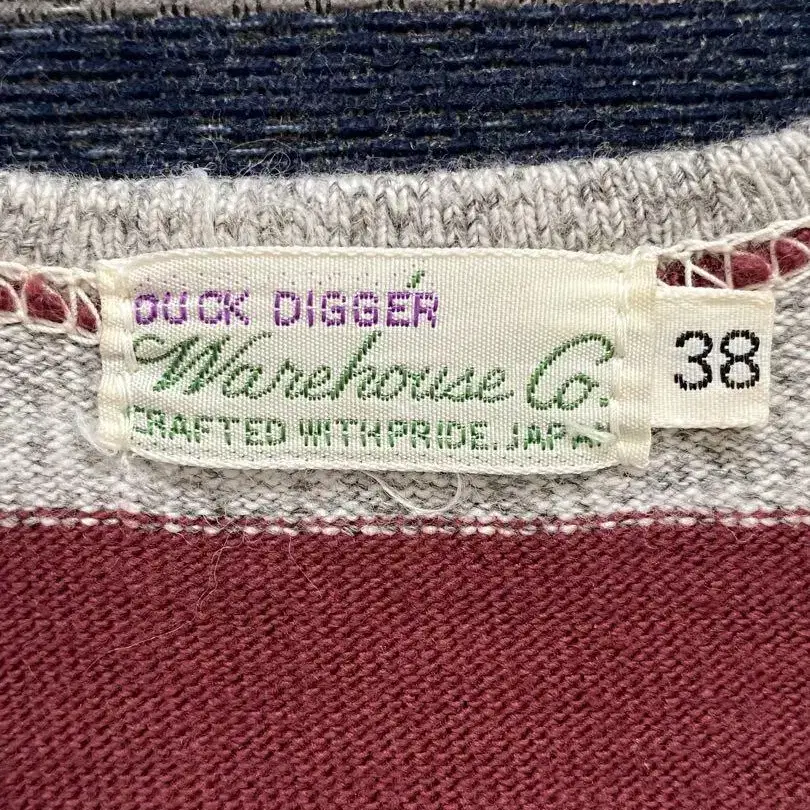 DUCK DIGGER
Warehouse Co.
CRAFTED WITH PRIDE. JAPAN
38